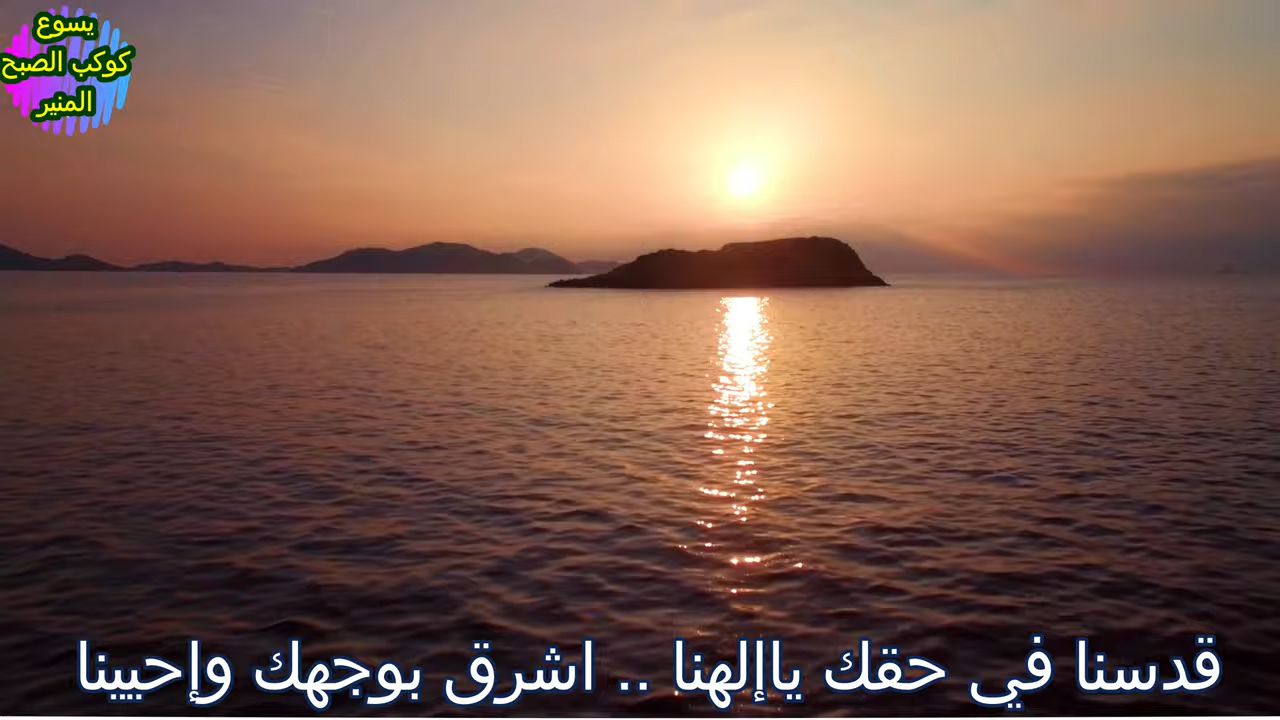 يسوع
كوكب الصبح
المنير
قدسنا في حقك ياإلهنا .. اشرق بوجهك وإحيينا